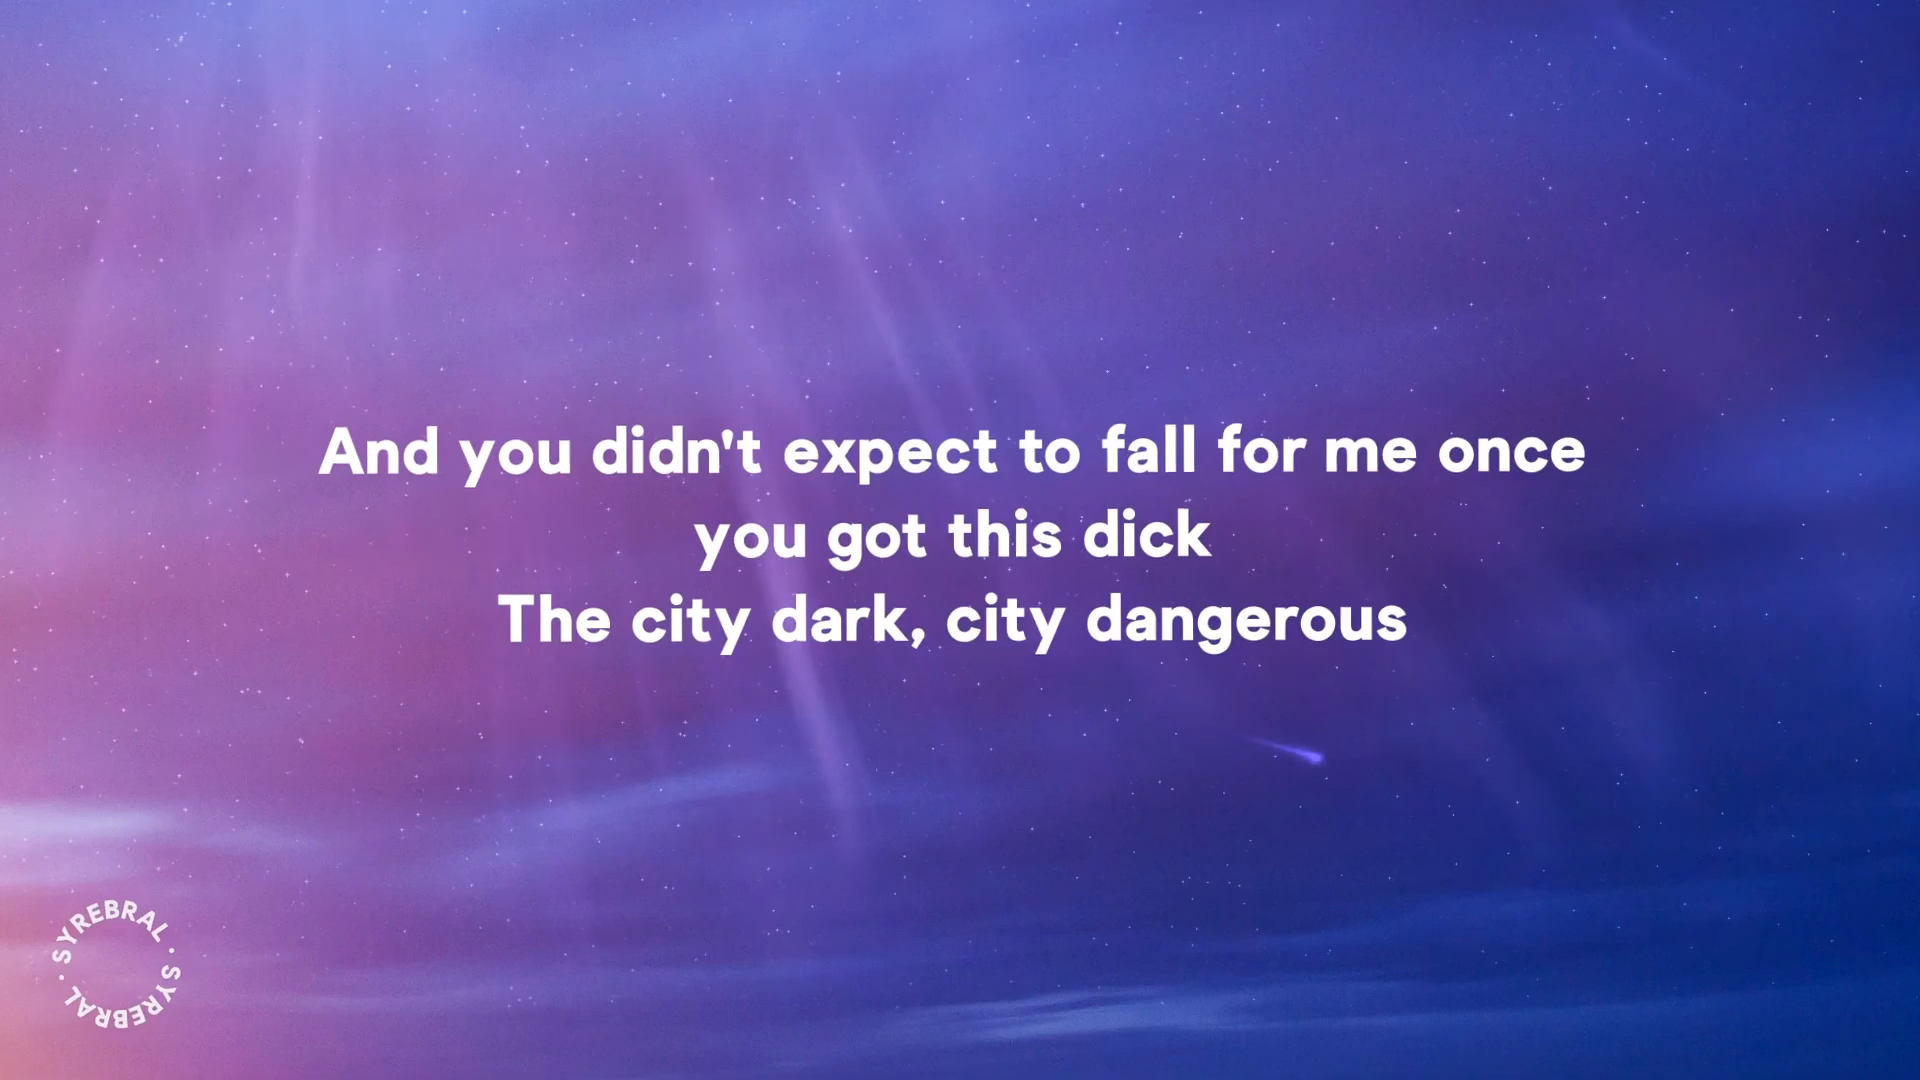 And you didn't expect to fall for me once
you got this dick
The city dark, city dangerous
SYREBRAL · SYREBRAL ·